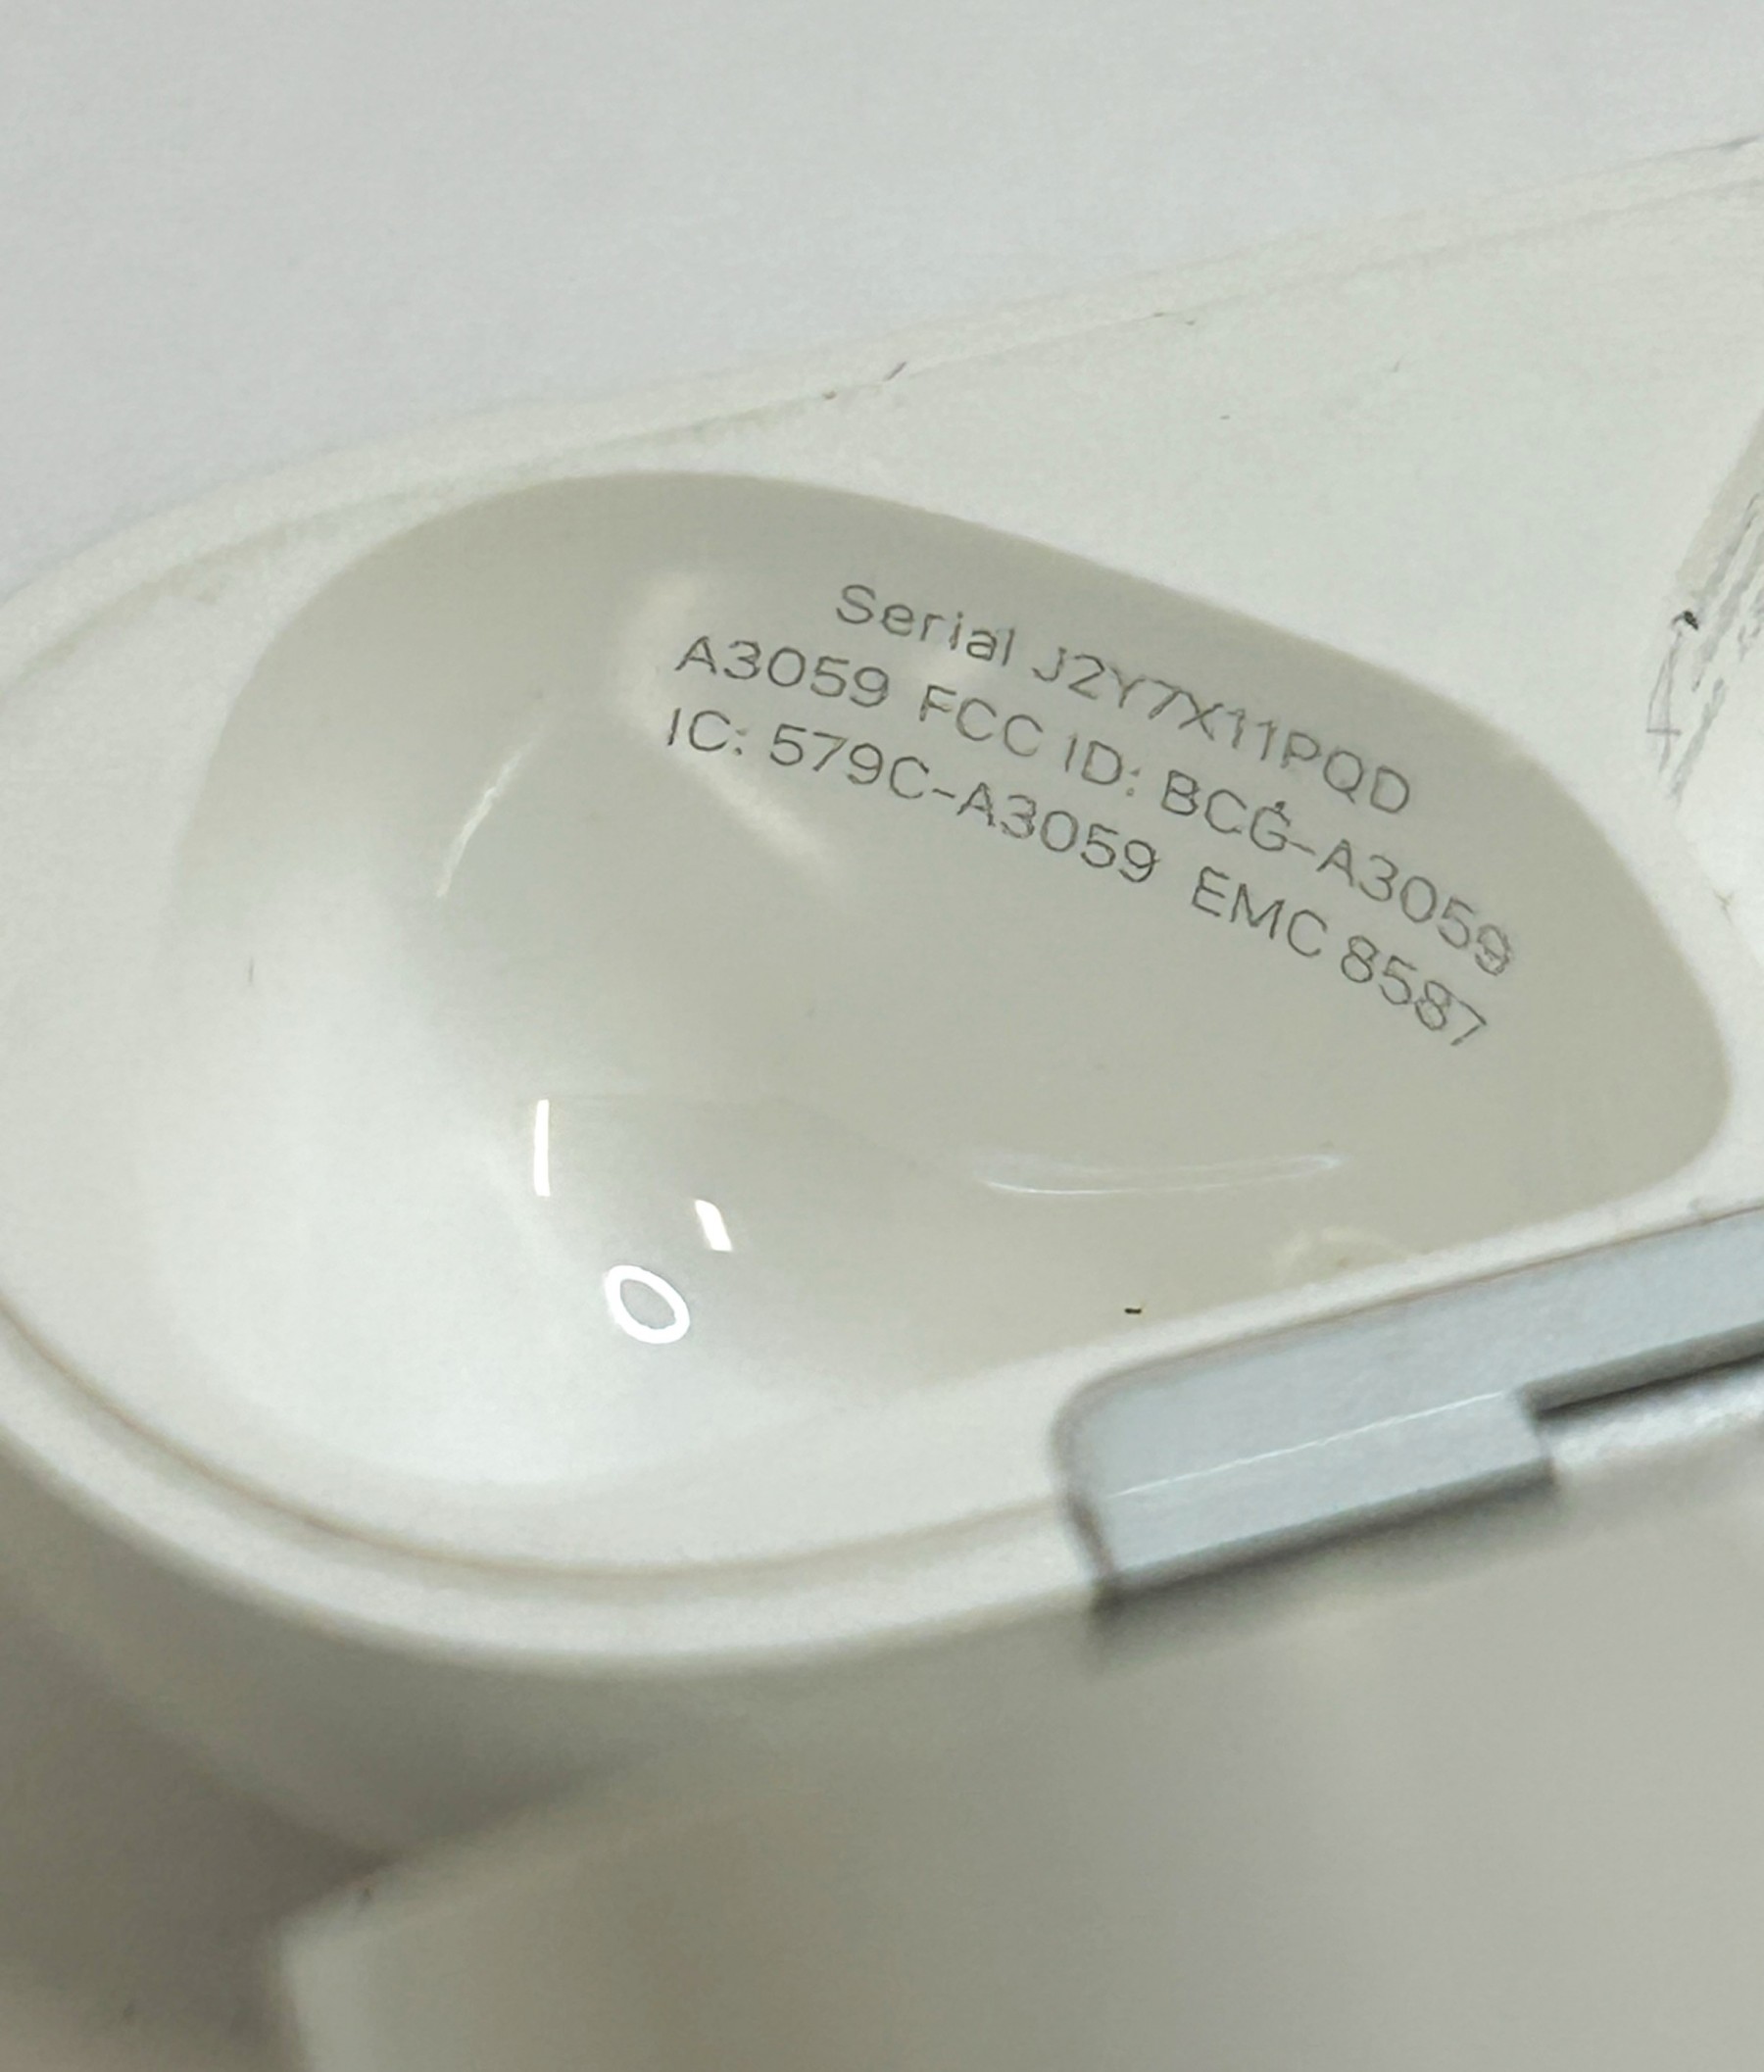 Serial J2Y7X11PQD
A3059 FCC ID: BCG-A3059
IC: 579C-A3059 EMC 8587